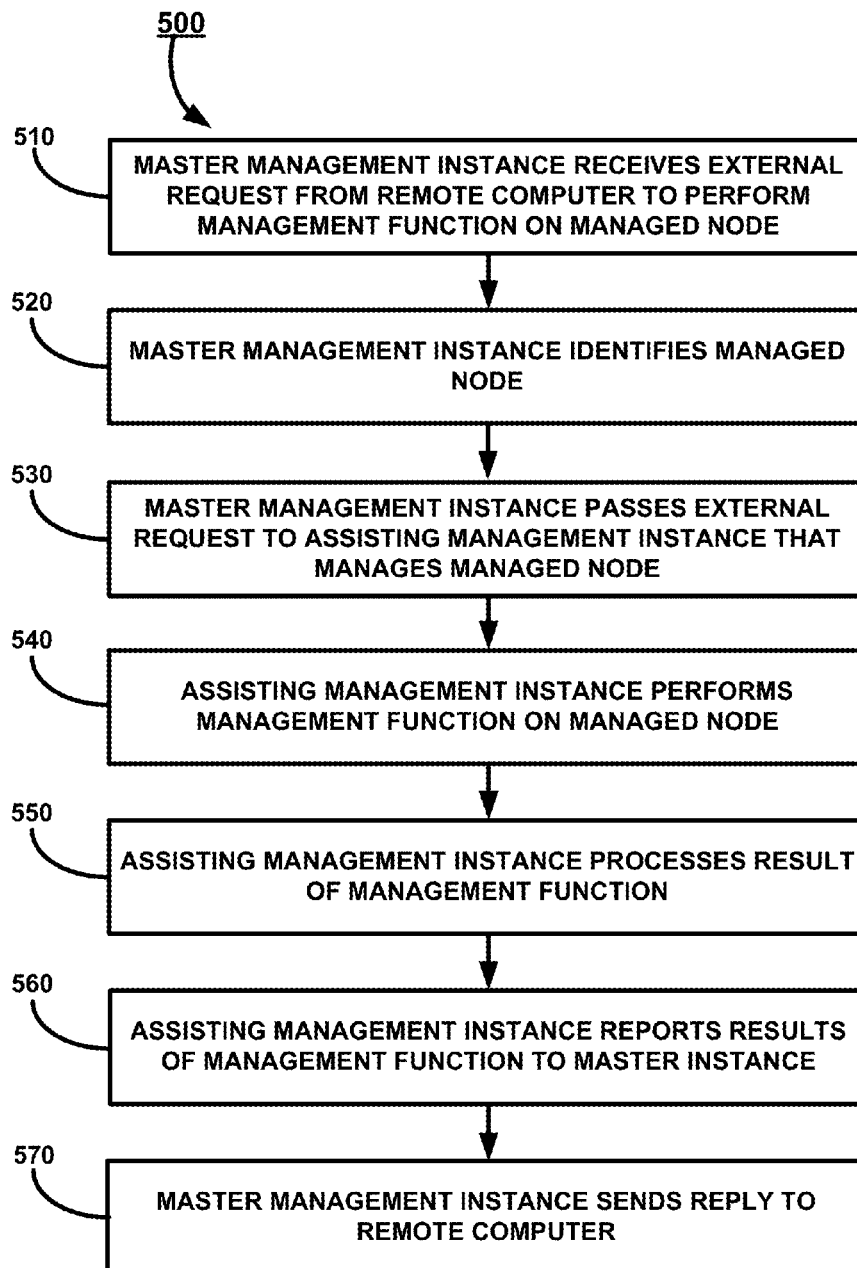 500
510
MASTER MANAGEMENT INSTANCE RECEIVES EXTERNAL
REQUEST FROM REMOTE COMPUTER TO PERFORM
MANAGEMENT FUNCTION ON MANAGED NODE
520
MASTER MANAGEMENT INSTANCE IDENTIFIES MANAGED
NODE
530
MASTER MANAGEMENT INSTANCE PASSES EXTERNAL
REQUEST TO ASSISTING MANAGEMENT INSTANCE THAT
MANAGES MANAGED NODE
540
ASSISTING MANAGEMENT INSTANCE PERFORMS
MANAGEMENT FUNCTION ON MANAGED NODE
550
ASSISTING MANAGEMENT INSTANCE PROCESSES RESULT
OF MANAGEMENT FUNCTION
560
ASSISTING MANAGEMENT INSTANCE REPORTS RESULTS
OF MANAGEMENT FUNCTION TO MASTER INSTANCE
570
MASTER MANAGEMENT INSTANCE SENDS REPLY TO
REMOTE COMPUTER